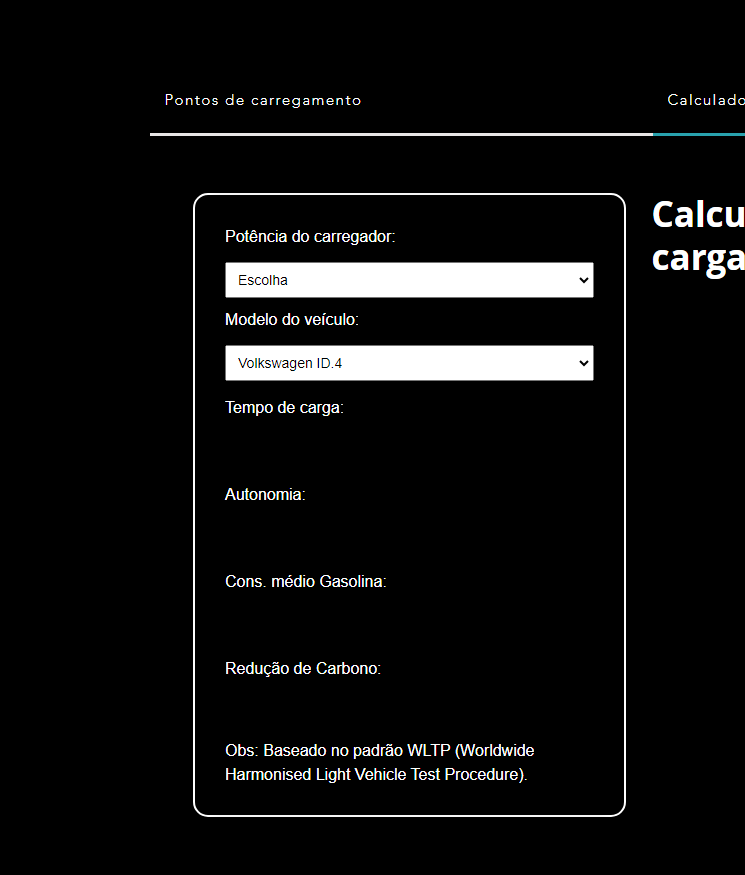 Pontos de carregamento
Calculado
Calcu
carga
Potência do carregador:
Escolha
Modelo do veículo:
Volkswagen ID.4
Tempo de carga:
Autonomia:
Cons. médio Gasolina:
Redução de Carbono:
Obs: Baseado no padrão WLTP (Worldwide
Harmonised Light Vehicle Test Procedure).